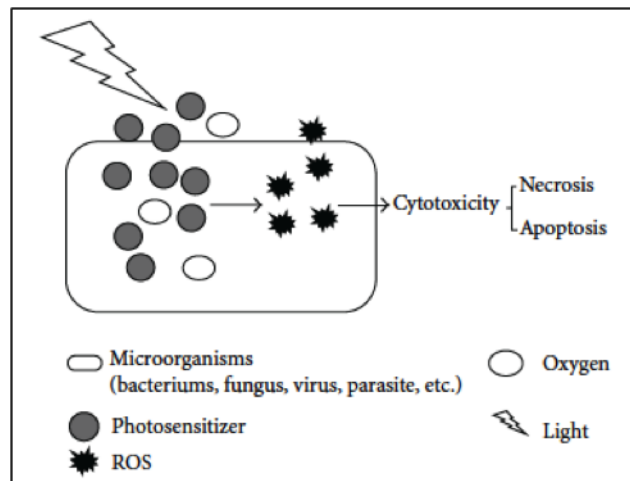 Cytotoxicity
Necrosis
Apoptosis
Microorganisms
(bacteriums, fungus, virus, parasite, etc.)
Oxygen
Photosensitizer
Light
ROS